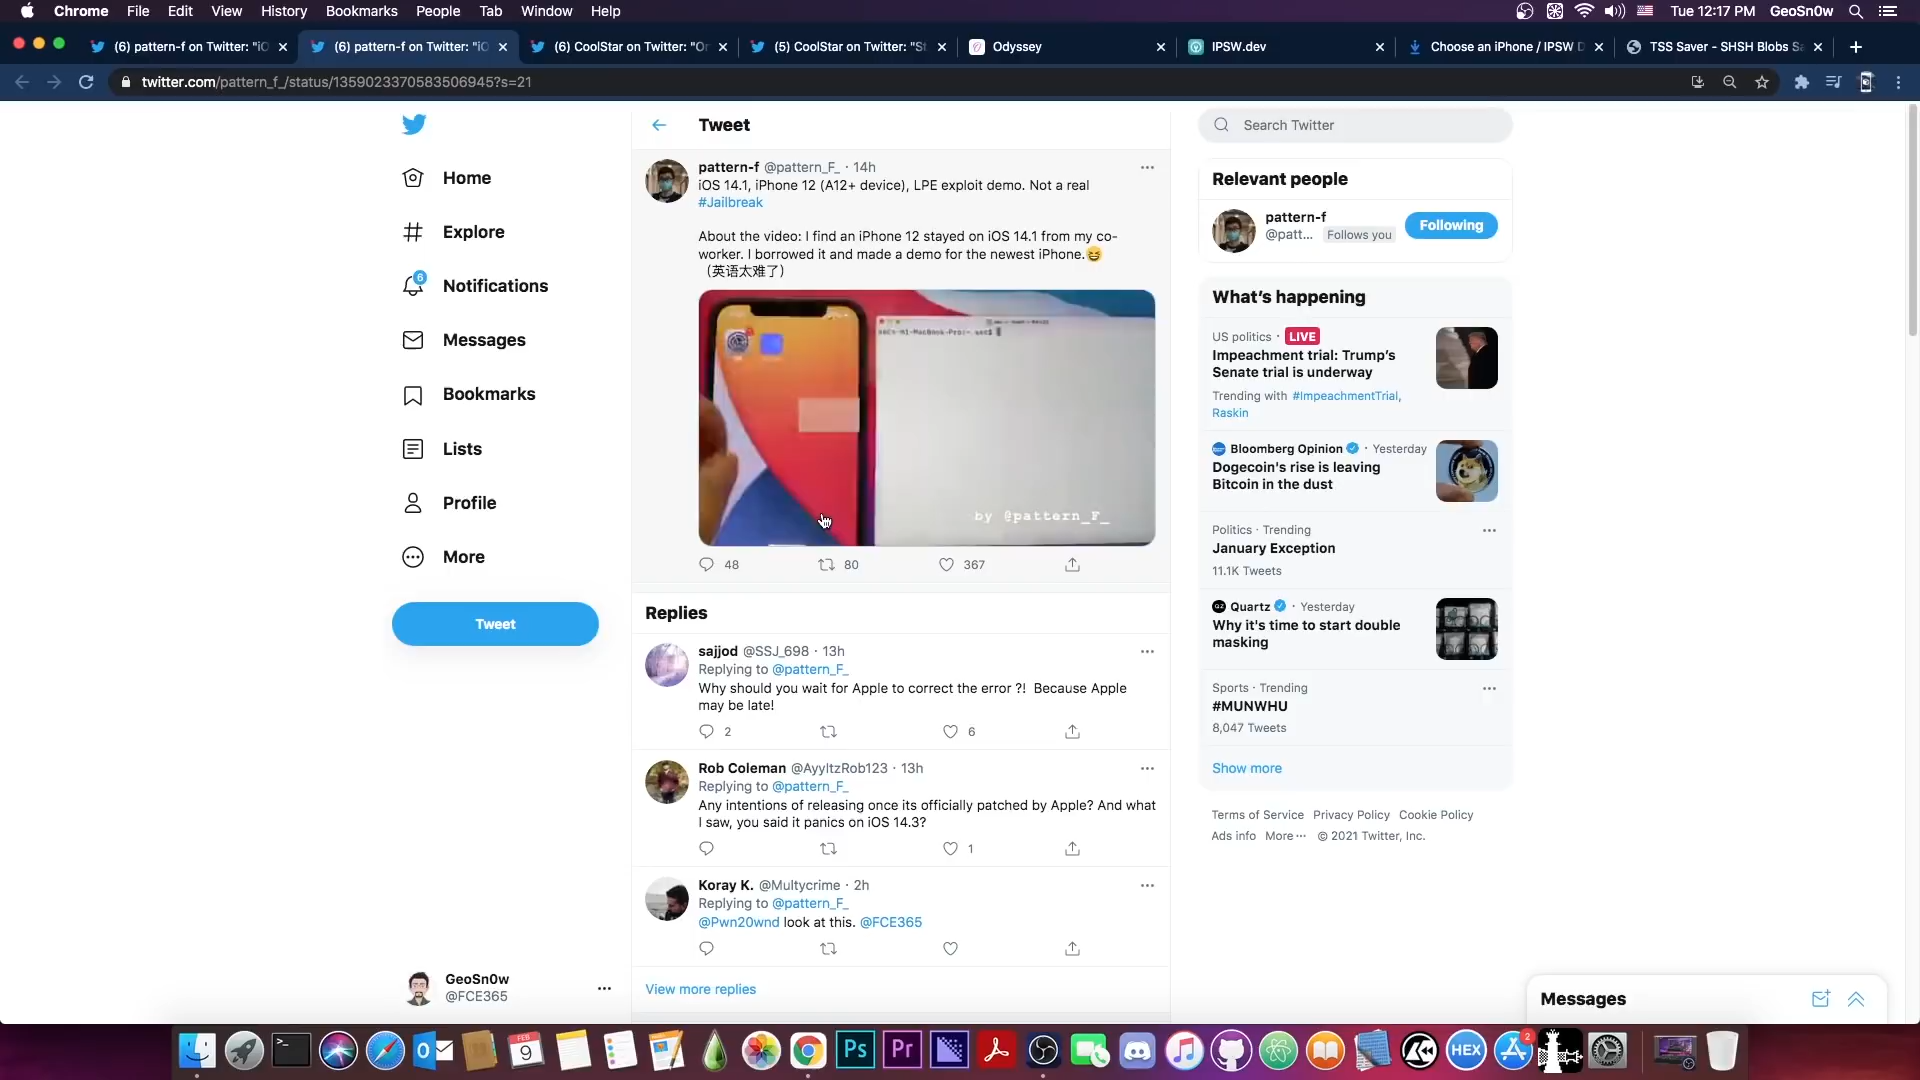 Chrome File Edit View History Bookmarks People Tab Window Help
Tue 12:17 PM GeoSn0w
(6) pattern-f on Twitter: "iO
(6) pattern-f on Twitter: "iO
(6) CoolStar on Twitter: "Or
(5) CoolStar on Twitter: "St
Odyssey
IPSW.dev
Choose an iPhone / IPSW D
TSS Saver - SHSH Blobs Sa
twitter.com/pattern_f_/status/1359023370583506945?s=21
Home
Explore
6
Notifications
Messages
Bookmarks
Lists
Profile
More
Tweet
GeoSn0w
@FCE365
Tweet
pattern-f @pattern_F_ · 14h
iOS 14.1, iPhone 12 (A12+ device), LPE exploit demo. Not a real
#Jailbreak
About the video: I find an iPhone 12 stayed on iOS 14.1 from my co-
worker. I borrowed it and made a demo for the newest iPhone.😆
（英语太难了）
by @pattern_F_
48 80 367
Replies
sajjod @SSJ_698 · 13h
Replying to @pattern_F_
Why should you wait for Apple to correct the error ?! Because Apple
may be late!
2 6
Rob Coleman @AyyItzRob123 · 13h
Replying to @pattern_F_
Any intentions of releasing once its officially patched by Apple? And what
I saw, you said it panics on iOS 14.3?
1
Koray K. @Multycrime · 2h
Replying to @pattern_F_
@Pwn20wnd look at this. @FCE365
View more replies
Search Twitter
Relevant people
pattern-f
@patt... Follows you
Following
What's happening
US politics · LIVE
Impeachment trial: Trump's
Senate trial is underway
Trending with #ImpeachmentTrial,
Raskin
Bloomberg Opinion · Yesterday
Dogecoin's rise is leaving
Bitcoin in the dust
Politics · Trending
January Exception
11.1K Tweets
Quartz · Yesterday
Why it's time to start double
masking
Sports · Trending
#MUNWHU
8,047 Tweets
Show more
Terms of Service Privacy Policy Cookie Policy
Ads info More ··· © 2021 Twitter, Inc.
Messages
FEB
9
Ps
Pr
HEX
2